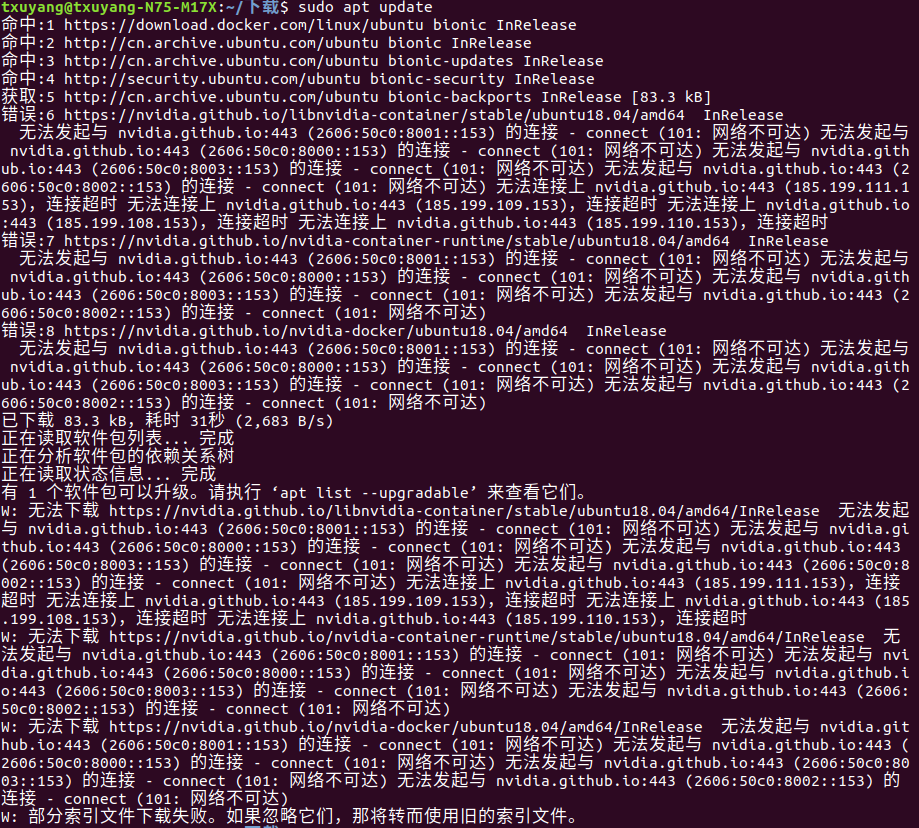 txuyang@txuyang-N75-M17X:~/下载$ sudo apt update
命中:1 https://download.docker.com/linux/ubuntu bionic InRelease
命中:2 http://cn.archive.ubuntu.com/ubuntu bionic InRelease
命中:3 http://cn.archive.ubuntu.com/ubuntu bionic-updates InRelease
命中:4 http://security.ubuntu.com/ubuntu bionic-security InRelease
获取:5 http://cn.archive.ubuntu.com/ubuntu bionic-backports InRelease [83.3 kB]
错误:6 https://nvidia.github.io/libnvidia-container/stable/ubuntu18.04/amd64  InRelease
  无法发起与 nvidia.github.io:443 (2606:50c0:8001::153) 的连接 - connect (101: 网络不可达) 无法发起与
 nvidia.github.io:443 (2606:50c0:8000::153) 的连接 - connect (101: 网络不可达) 无法发起与 nvidia.gith
ub.io:443 (2606:50c0:8003::153) 的连接 - connect (101: 网络不可达) 无法发起与 nvidia.github.io:443 (2
606:50c0:8002::153) 的连接 - connect (101: 网络不可达) 无法连接上 nvidia.github.io:443 (185.199.111.1
53)，连接超时 无法连接上 nvidia.github.io:443 (185.199.109.153)，连接超时 无法连接上 nvidia.github.io
:443 (185.199.108.153)，连接超时 无法连接上 nvidia.github.io:443 (185.199.110.153)，连接超时
错误:7 https://nvidia.github.io/nvidia-container-runtime/stable/ubuntu18.04/amd64  InRelease
  无法发起与 nvidia.github.io:443 (2606:50c0:8001::153) 的连接 - connect (101: 网络不可达) 无法发起与
 nvidia.github.io:443 (2606:50c0:8000::153) 的连接 - connect (101: 网络不可达) 无法发起与 nvidia.gith
ub.io:443 (2606:50c0:8003::153) 的连接 - connect (101: 网络不可达) 无法发起与 nvidia.github.io:443 (2
606:50c0:8002::153) 的连接 - connect (101: 网络不可达)
错误:8 https://nvidia.github.io/nvidia-docker/ubuntu18.04/amd64  InRelease
  无法发起与 nvidia.github.io:443 (2606:50c0:8001::153) 的连接 - connect (101: 网络不可达) 无法发起与
 nvidia.github.io:443 (2606:50c0:8000::153) 的连接 - connect (101: 网络不可达) 无法发起与 nvidia.gith
ub.io:443 (2606:50c0:8003::153) 的连接 - connect (101: 网络不可达) 无法发起与 nvidia.github.io:443 (2
606:50c0:8002::153) 的连接 - connect (101: 网络不可达)
已下载 83.3 kB，耗时 31秒 (2,683 B/s)
正在读取软件包列表... 完成
正在分析软件包的依赖关系树
正在读取状态信息... 完成
有 1 个软件包可以升级。请执行 ‘apt list --upgradable’ 来查看它们。
W: 无法下载 https://nvidia.github.io/libnvidia-container/stable/ubuntu18.04/amd64/InRelease  无法发起
与 nvidia.github.io:443 (2606:50c0:8001::153) 的连接 - connect (101: 网络不可达) 无法发起与 nvidia.gi
thub.io:443 (2606:50c0:8000::153) 的连接 - connect (101: 网络不可达) 无法发起与 nvidia.github.io:443
(2606:50c0:8003::153) 的连接 - connect (101: 网络不可达) 无法发起与 nvidia.github.io:443 (2606:50c0:8
002::153) 的连接 - connect (101: 网络不可达) 无法连接上 nvidia.github.io:443 (185.199.111.153)，连接
超时 无法连接上 nvidia.github.io:443 (185.199.109.153)，连接超时 无法连接上 nvidia.github.io:443 (185
.199.108.153)，连接超时 无法连接上 nvidia.github.io:443 (185.199.110.153)，连接超时
W: 无法下载 https://nvidia.github.io/nvidia-container-runtime/stable/ubuntu18.04/amd64/InRelease  无
法发起与 nvidia.github.io:443 (2606:50c0:8001::153) 的连接 - connect (101: 网络不可达) 无法发起与 nvi
dia.github.io:443 (2606:50c0:8000::153) 的连接 - connect (101: 网络不可达) 无法发起与 nvidia.github.i
o:443 (2606:50c0:8003::153) 的连接 - connect (101: 网络不可达) 无法发起与 nvidia.github.io:443 (2606:
50c0:8002::153) 的连接 - connect (101: 网络不可达)
W: 无法下载 https://nvidia.github.io/nvidia-docker/ubuntu18.04/amd64/InRelease  无法发起与 nvidia.git
hub.io:443 (2606:50c0:8001::153) 的连接 - connect (101: 网络不可达) 无法发起与 nvidia.github.io:443 (
2606:50c0:8000::153) 的连接 - connect (101: 网络不可达) 无法发起与 nvidia.github.io:443 (2606:50c0:80
03::153) 的连接 - connect (101: 网络不可达) 无法发起与 nvidia.github.io:443 (2606:50c0:8002::153) 的
连接 - connect (101: 网络不可达)
W: 部分索引文件下载失败。如果忽略它们，那将转而使用旧的索引文件。